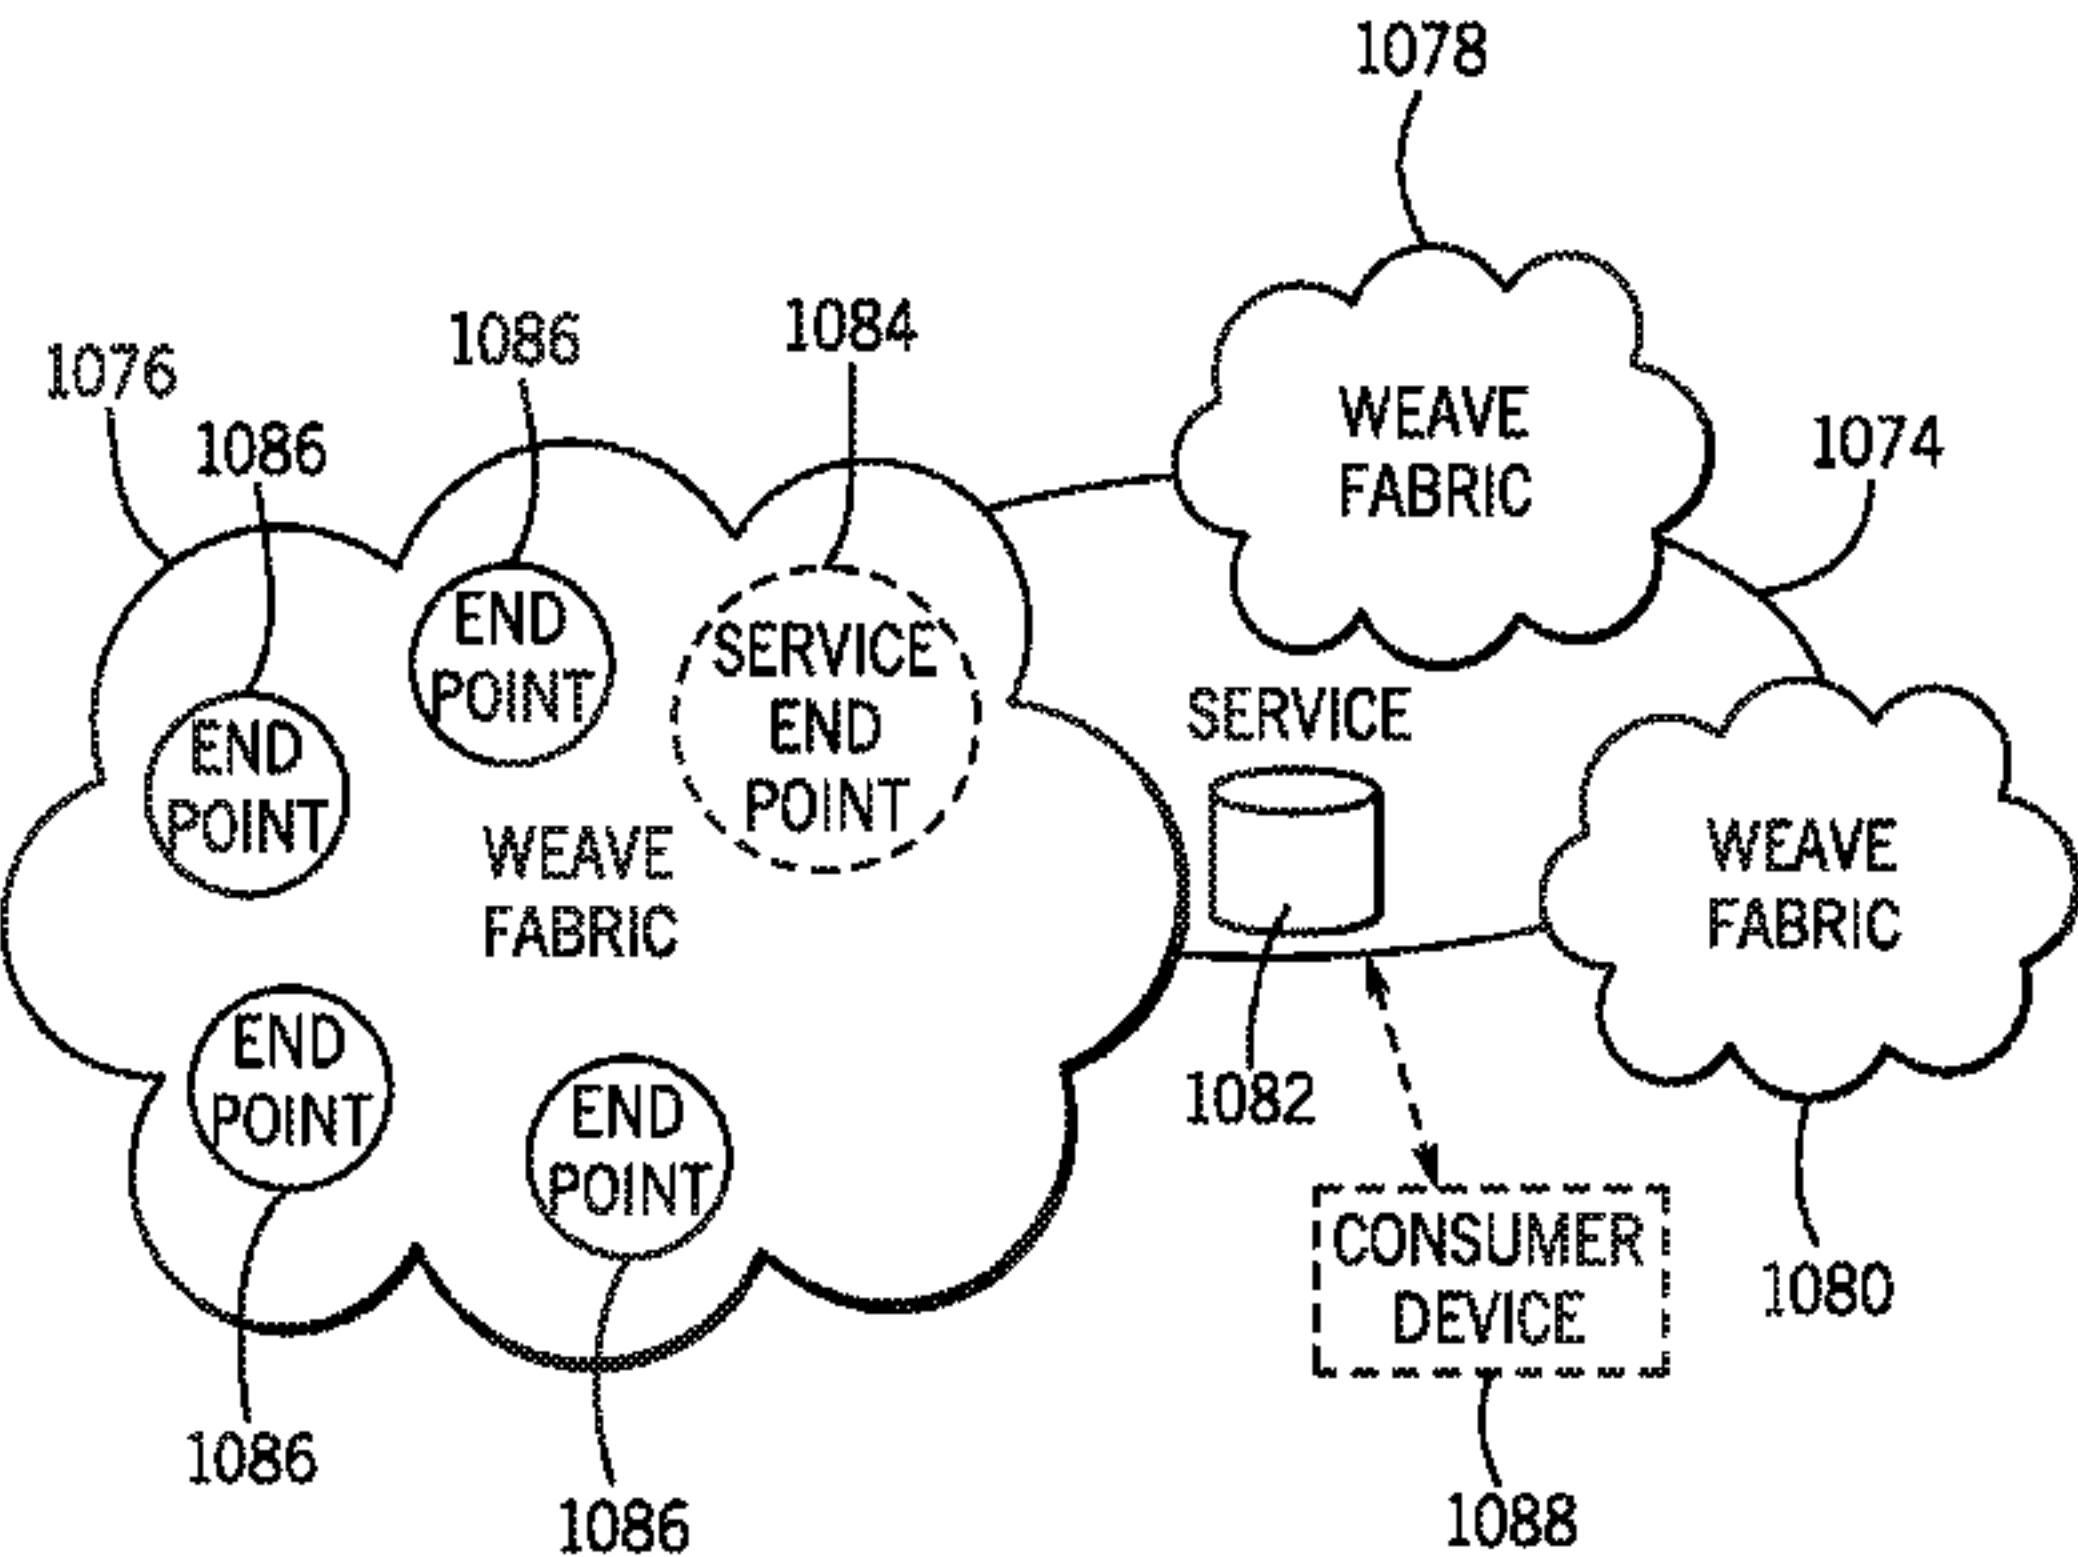 1078
1084
1086
1076
1086
WEAVE
FABRIC
1074
END
POINT
SERVICE
END
POINT
END
POINT
SERVICE
WEAVE
FABRIC
WEAVE
FABRIC
END
POINT
END
POINT
1082
CONSUMER
DEVICE
1080
1086
1086
1088